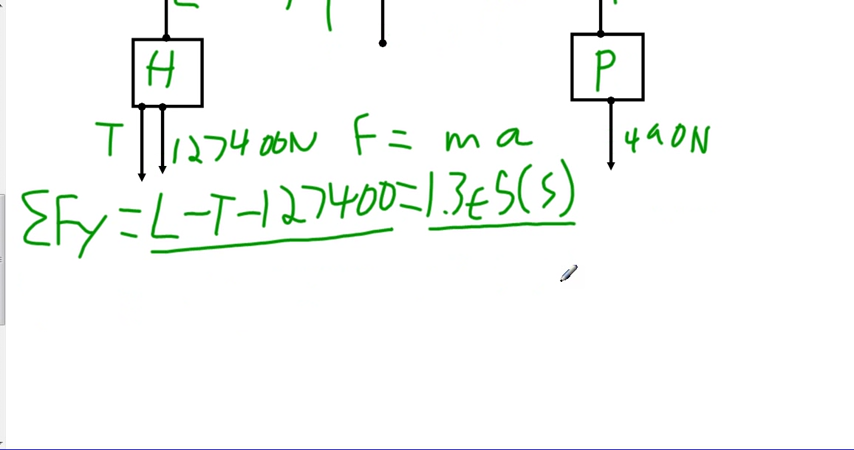 H
P
T 127400N F = ma 490N
ΣFy = L-T-127400 = 1.3E5(5)